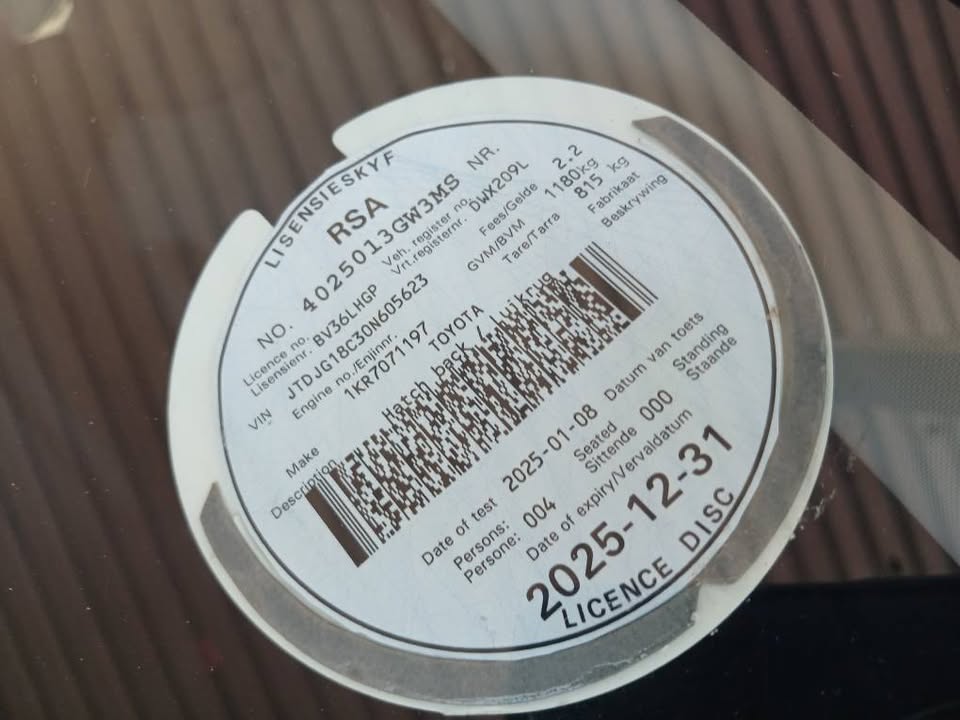 LISENSIESKYF
RSA
NO. 4025013GW3MS NR.
Licence no. Veh. register no.
Lisensienr. BV36LHGP Vrt.registernr. DWX209L
VIN JTDJG18C30N605623 Fees/Gelde 2.2
Engine no./Enjinnr. GVM/BVM 1180kg
1KR7071197 Tare/Tarra 815 kg
Make TOYOTA Fabrikaat
Description Hatch back / Luikrug Beskrywing
Date of test 2025-01-08 Datum van toets
Persons: 004 Seated 000 Standing
Persone: Sittende Staande
Date of expiry/Vervaldatum
2025-12-31
LICENCE DISC